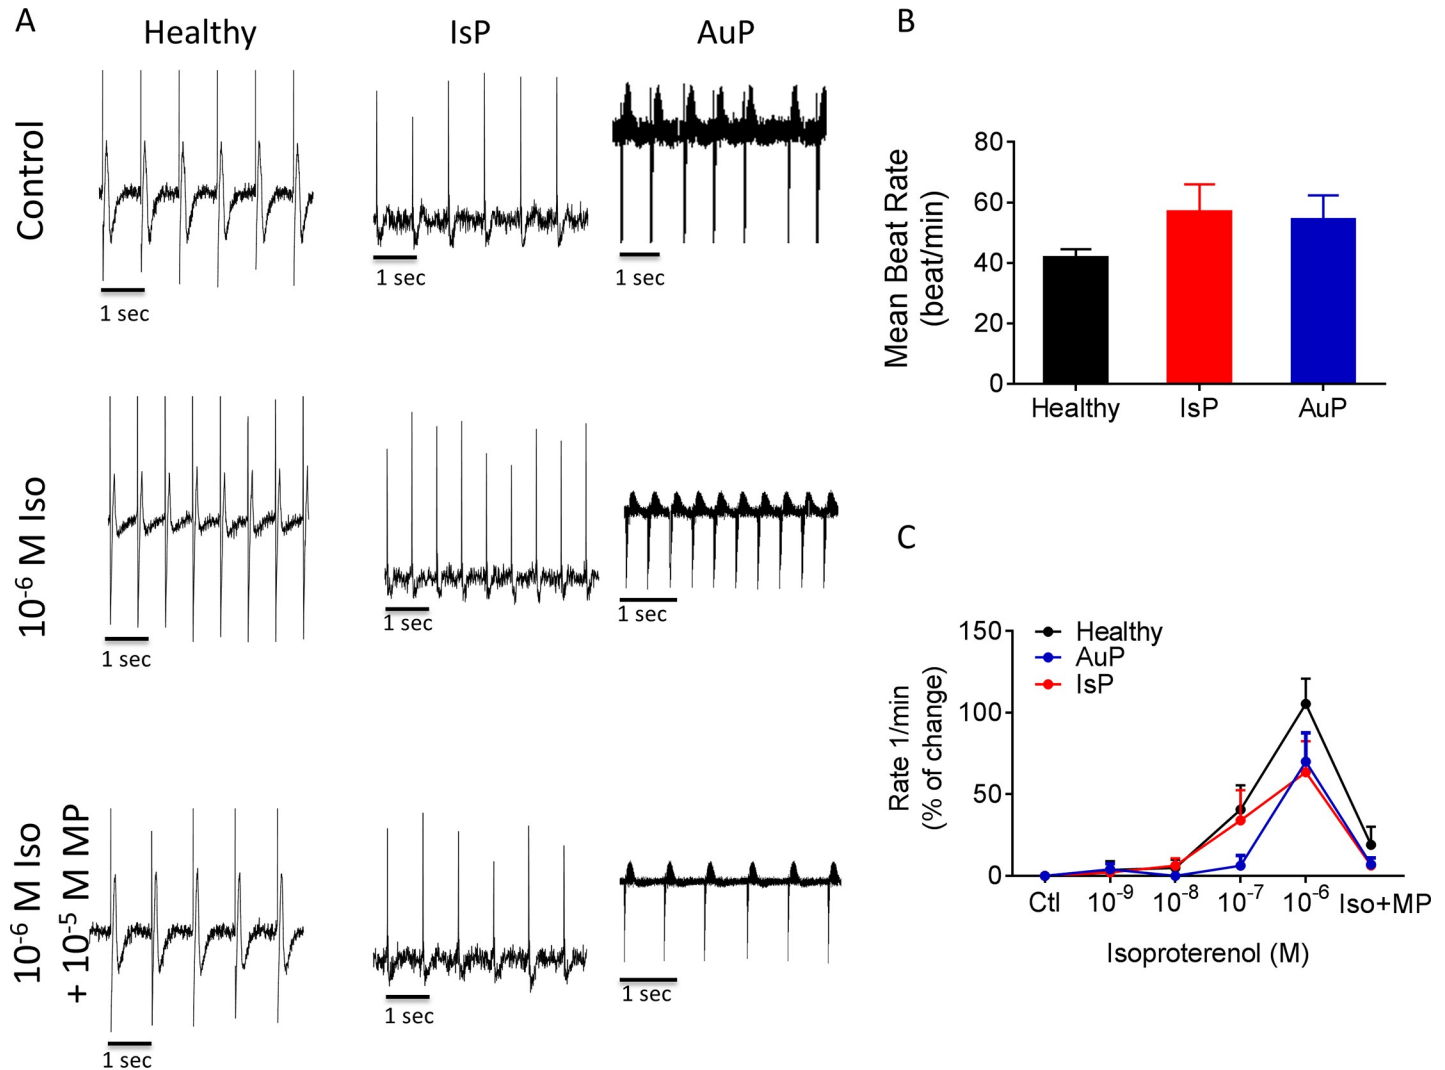 A
Healthy
IsP
AuP
Control
1 sec
1 sec
1 sec
10-6 M Iso
1 sec
1 sec
1 sec
10-6 M Iso
+ 10-5 M MP
1 sec
1 sec
1 sec
B
Mean Beat Rate
(beat/min)
80
60
40
20
0
Healthy
IsP
AuP
C
Rate 1/min
(% of change)
150
100
50
0
Healthy
AuP
IsP
Ctl
10-9
10-8
10-7
10-6
Iso+MP
Isoproterenol (M)